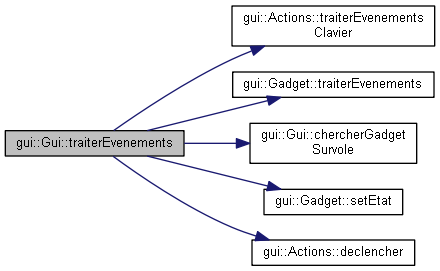 gui::Actions::traiterEvenements
Clavier
gui::Gadget::traiterEvenements
gui::Gui::traiterEvenements
gui::Gui::chercherGadget
Survole
gui::Gadget::setEtat
gui::Actions::declencher